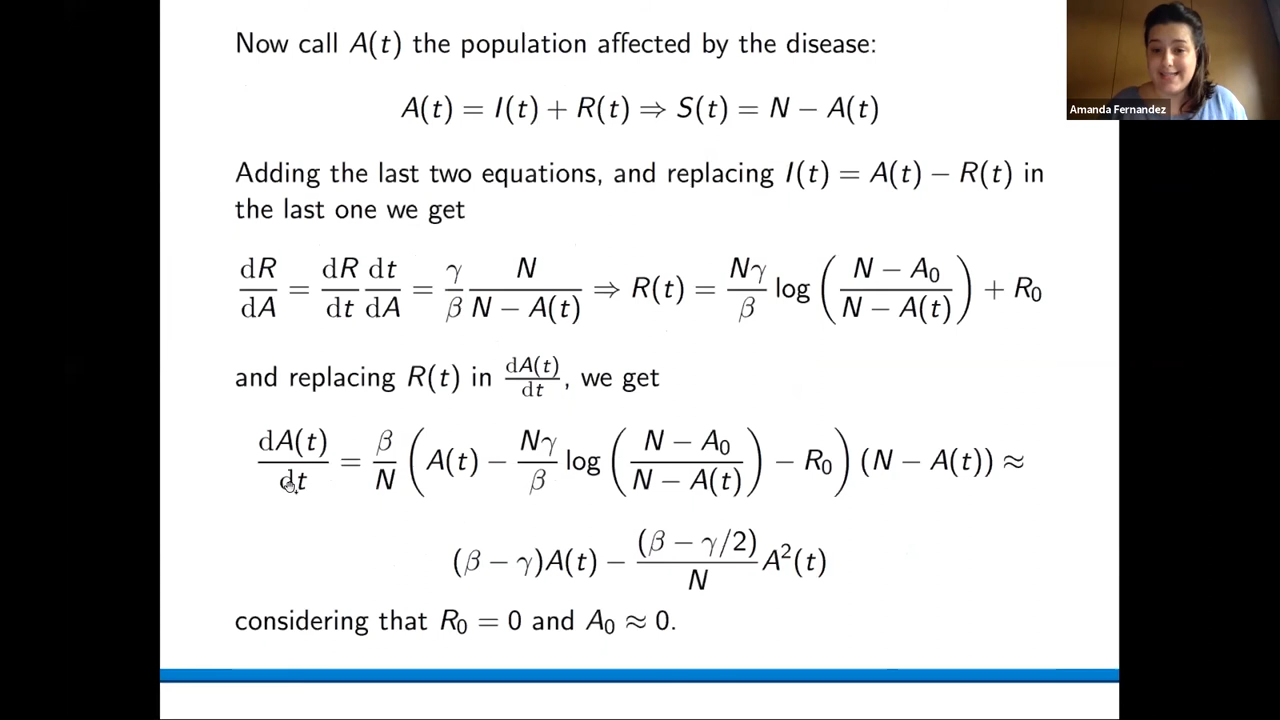 Now call A(t) the population affected by the disease:
Amanda Fernandez
A(t) = I(t) + R(t) ⇒ S(t) = N − A(t)
Adding the last two equations, and replacing I(t) = A(t) − R(t) in
the last one we get
dR/dA = dR/dt dt/dA = γ/β N/(N − A(t)) ⇒ R(t) = Nγ/β log((N − A₀)/(N − A(t))) + R₀
and replacing R(t) in dA(t)/dt, we get
dA(t)/dt = β/N (A(t) − Nγ/β log((N − A₀)/(N − A(t))) − R₀) (N − A(t)) ≈
(β − γ)A(t) − (β − γ/2)/N A²(t)
considering that R₀ = 0 and A₀ ≈ 0.